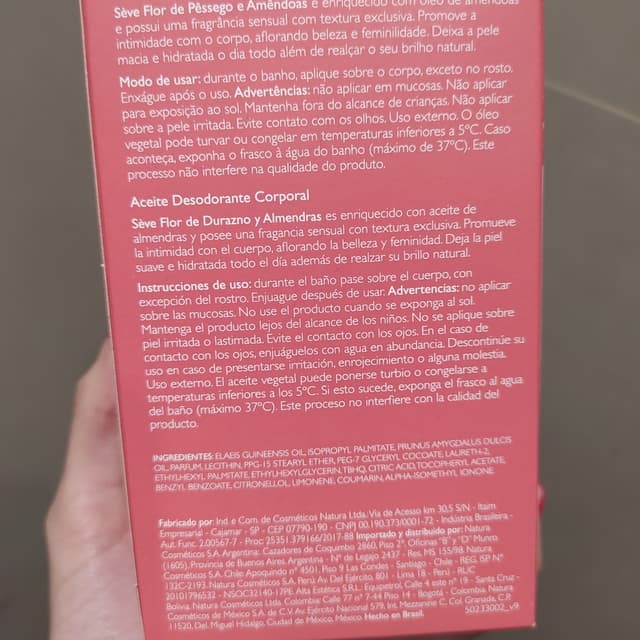 Sève Flor de Pêssego e Amêndoas é enriquecido com óleo de amêndoas
e possui uma fragrância sensual com textura exclusiva. Promove a
intimidade com o corpo, aflorando beleza e feminilidade. Deixa a pele
macia e hidratada o dia todo além de realçar o seu brilho natural.
Modo de usar: durante o banho, aplique sobre o corpo, exceto no rosto.
Enxágue após o uso. Advertências: não aplicar em mucosas. Não aplicar
para exposição ao sol. Mantenha fora do alcance de crianças. Não aplicar
sobre a pele irritada. Evite contato com os olhos. Uso externo. O óleo
vegetal pode turvar ou congelar em temperaturas inferiores a 5ºC. Caso
aconteça, exponha o frasco à água do banho (máximo de 37ºC). Este
processo não interfere na qualidade do produto.
Aceite Desodorante Corporal
Sève Flor de Durazno y Almendras es enriquecido con aceite de
almendras y posee una fragancia sensual con textura exclusiva. Promueve
la intimidad con el cuerpo, aflorando la belleza y feminidad. Deja la piel
suave e hidratada todo el día además de realzar su brillo natural.
Instrucciones de uso: durante el baño pase sobre el cuerpo, con
excepción del rostro. Enjuague después de usar. Advertencias: no aplicar
sobre las mucosas. No use el producto cuando se exponga al sol.
Mantenga el producto lejos del alcance de los niños. No se aplique sobre
piel irritada o lastimada. Evite el contacto con los ojos. En el caso de
contacto con los ojos, enjuáguelos con agua en abundancia. Descontinúe su
uso en caso de presentarse irritación, enrojecimiento o alguna molestia.
Uso externo. El aceite vegetal puede ponerse turbio o congelarse a
temperaturas inferiores a los 5ºC. Si esto sucede, exponga el frasco al agua
del baño (máximo 37ºC). Este proceso no interfiere con la calidad del
producto.
INGREDIENTES: ELAEIS GUINEENSIS OIL, ISOPROPYL PALMITATE, PRUNUS AMYGDALUS DULCIS
OIL, PARFUM, LECITHIN, PPG-15 STEARYL ETHER, PEG-7 GLYCERYL COCOATE, LAURETH-2,
ETHYLHEXYL PALMITATE, ETHYLHEXYLGLYCERIN, TBHQ, CITRIC ACID, TOCOPHERYL ACETATE,
BENZYL BENZOATE, CITRONELLOL, LIMONENE, COUMARIN, ALPHA-ISOMETHYL IONONE
Fabricado por: Ind. e Com. de Cosméticos Natura Ltda. Via de Acesso km 30,5 S/N - Itaim
Empresarial - Cajamar - SP - CEP 07790-190 - CNPJ 00.190.373/0001-72 - Indústria Brasileira -
Aut. Func. 2.00567-7 - Proc 25351.379166/2017-88 Importado y distribuido por: Natura
Cosméticos S.A. Argentina: Cazadores de Coquimbo 2860, Piso 2º, Oficinas "B" y "D" Munro
(1605), Provincia de Buenos Aires, Argentina - Nº de Legajo 2437 - Res. MS 155/98. Natura
Cosméticos S.A. Chile Apoquindo nº 4501, Piso 9 Las Condes - Santiago - Chile - REG. ISP Nº
132C-2193. Natura Cosméticos S.A. Perú: Av. Del Ejército, 801 - Lima 18 - Perú - RUC
20101796532 - NSOC32140-17PE. Alta Estética S.R.L.: Equipetrol, Calle 4 este nº 19 - Santa Cruz -
Bolivia. Natura Cosméticos Ltda. Colombia: Calle 77 nº 7-44 Piso 14 - Bogotá - Colombia. Natura
Cosméticos México S.A. de C.V. Av. Ejército Nacional 579, Int. Mezzanine C, Col. Granada, C.P.
11520, Del. Miguel Hidalgo, Ciudad de México, México. Hecho en Brasil.
50233002_v9